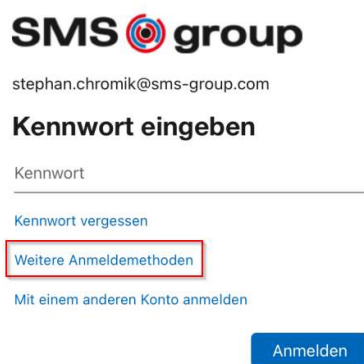 SMS group
stephan.chromik@sms-group.com
Kennwort eingeben
Kennwort
Kennwort vergessen
Weitere Anmeldemethoden
Mit einem anderen Konto anmelden
Anmelden